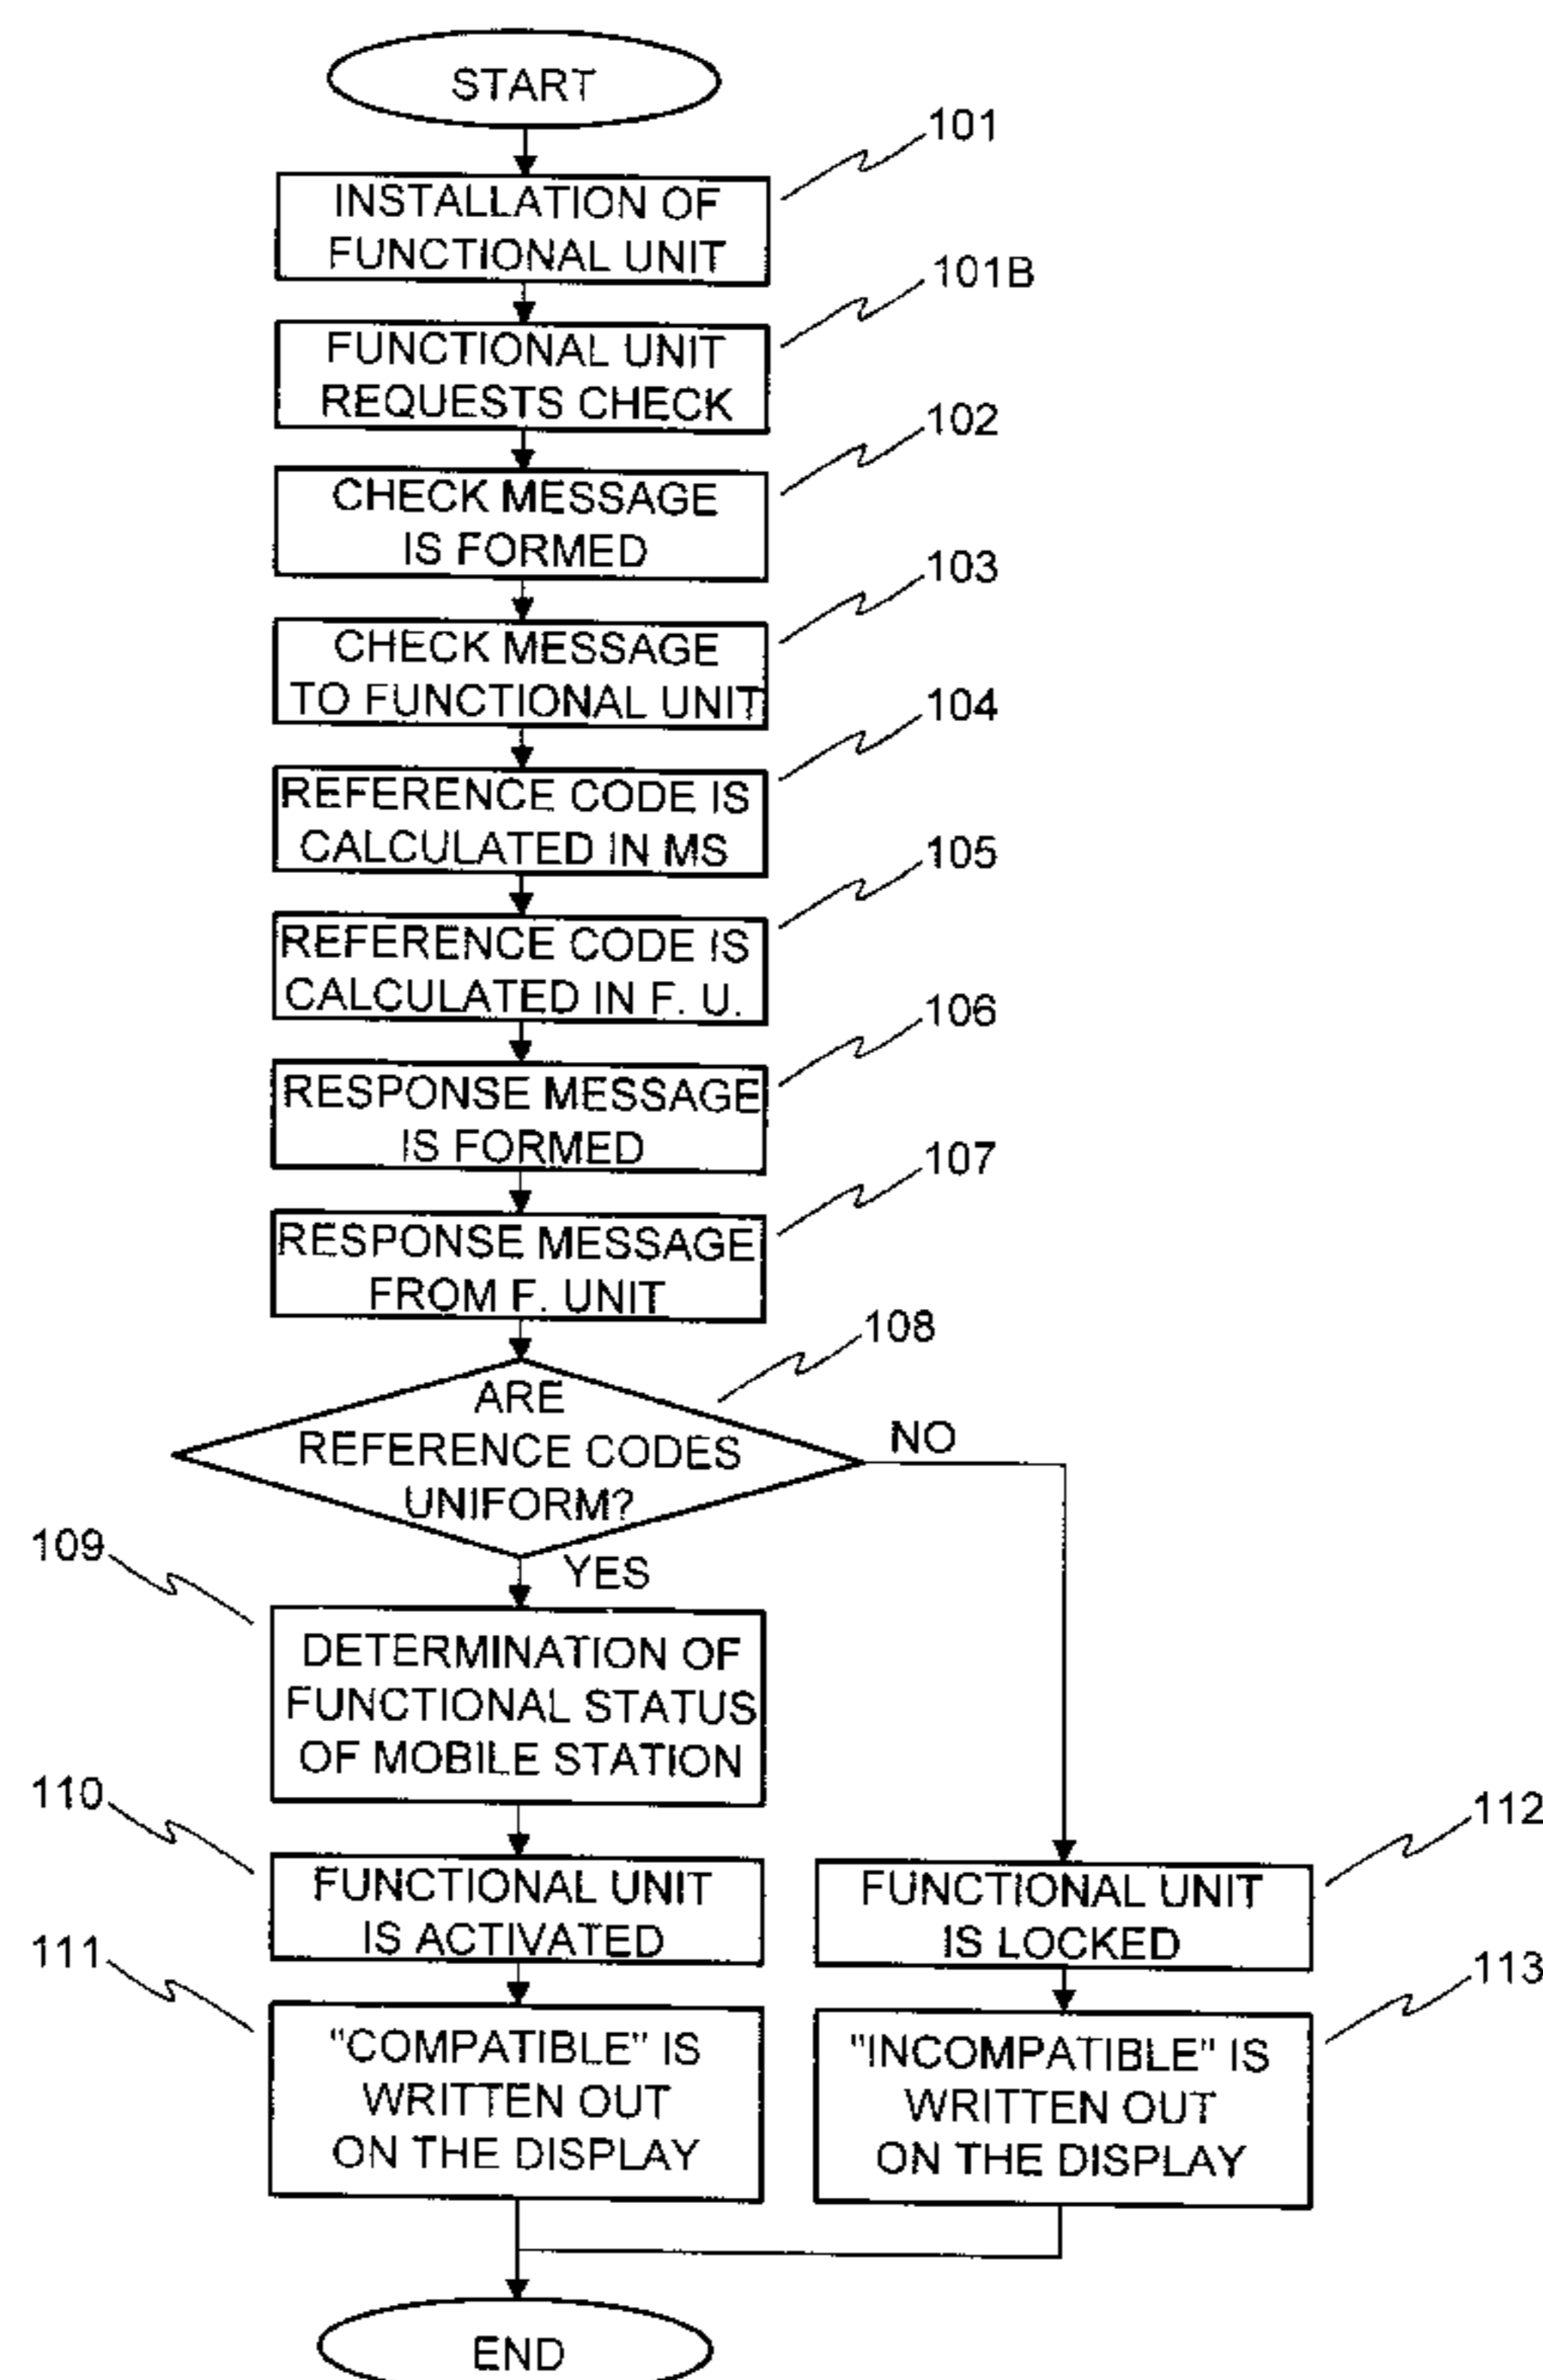 START
101
INSTALLATION OF
FUNCTIONAL UNIT
101B
FUNCTIONAL UNIT
REQUESTS CHECK
102
CHECK MESSAGE
IS FORMED
103
CHECK MESSAGE
TO FUNCTIONAL UNIT
104
REFERENCE CODE IS
CALCULATED IN MS
105
REFERENCE CODE IS
CALCULATED IN F. U.
106
RESPONSE MESSAGE
IS FORMED
107
RESPONSE MESSAGE
FROM F. UNIT
108
ARE
REFERENCE CODES
UNIFORM?
NO
YES
109
DETERMINATION OF
FUNCTIONAL STATUS
OF MOBILE STATION
110
FUNCTIONAL UNIT
IS ACTIVATED
112
FUNCTIONAL UNIT
IS LOCKED
111
"COMPATIBLE" IS
WRITTEN OUT
ON THE DISPLAY
113
"INCOMPATIBLE" IS
WRITTEN OUT
ON THE DISPLAY
END